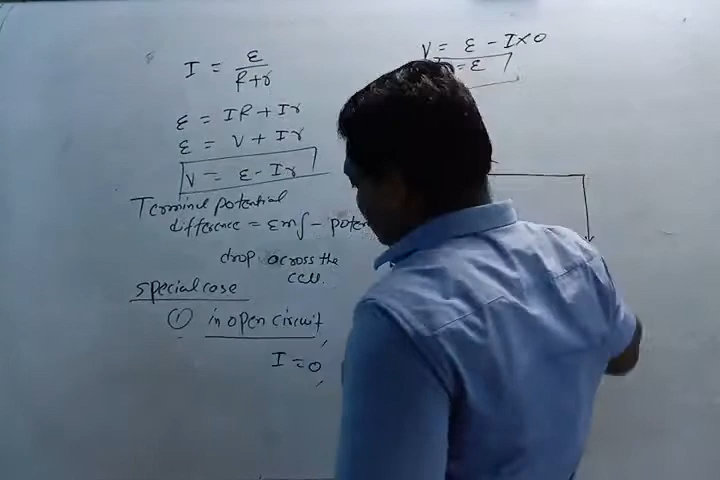 I = ε/(R+r)
ε = IR + Ir
ε = V + Ir
V = ε - Ir
Terminal potential
difference = emf -
drop across the
cell.
special case
① in open circuit,
I = 0,
V = ε - I×0
= ε